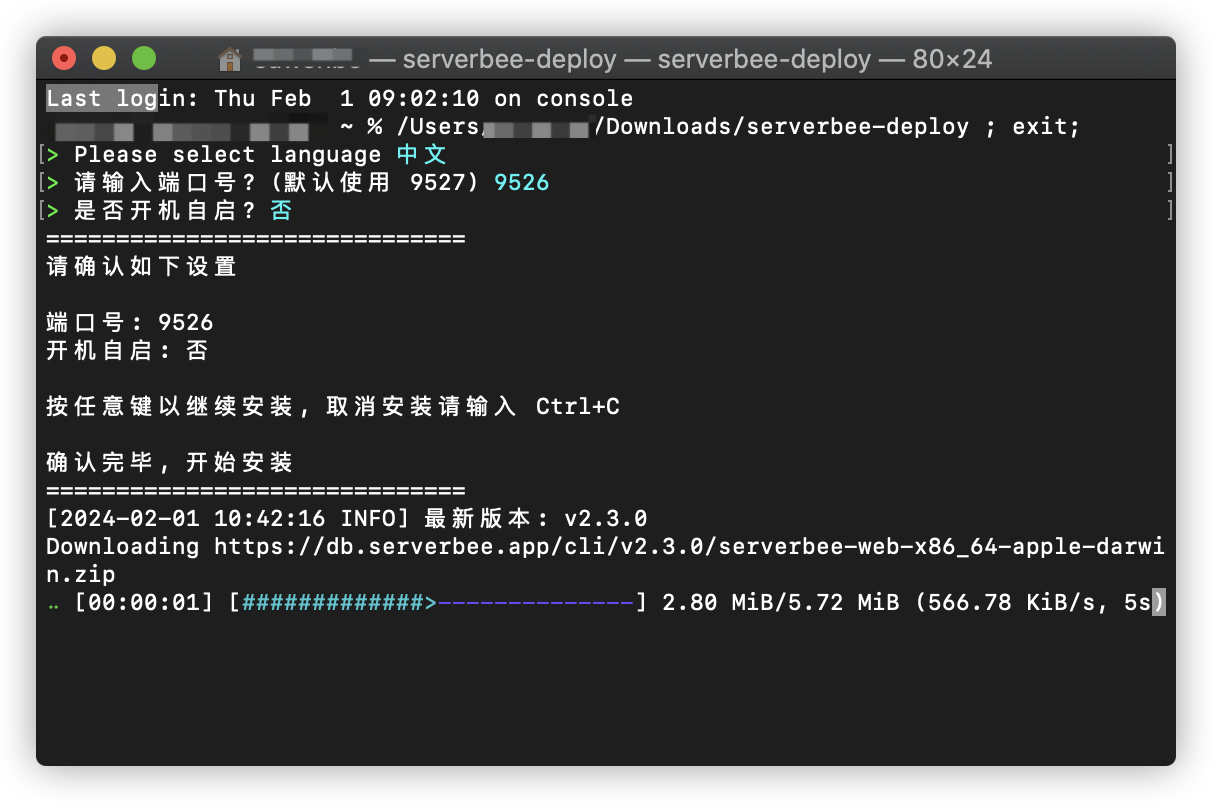 — serverbee-deploy — serverbee-deploy — 80×24
Last login: Thu Feb  1 09:02:10 on console
~ % /Users/ /Downloads/serverbee-deploy ; exit;
[> Please select language 中文 ]
[> 请输入端口号？(默认使用 9527) 9526 ]
[> 是否开机自启？ 否 ]
==============================
请确认如下设置
端口号: 9526
开机自启: 否
按任意键以继续安装, 取消安装请输入 Ctrl+C
确认完毕, 开始安装
==============================
[2024-02-01 10:42:16 INFO] 最新版本: v2.3.0
Downloading https://db.serverbee.app/cli/v2.3.0/serverbee-web-x86_64-apple-darwi
n.zip
.. [00:00:01] [#############>--------------] 2.80 MiB/5.72 MiB (566.78 KiB/s, 5s)